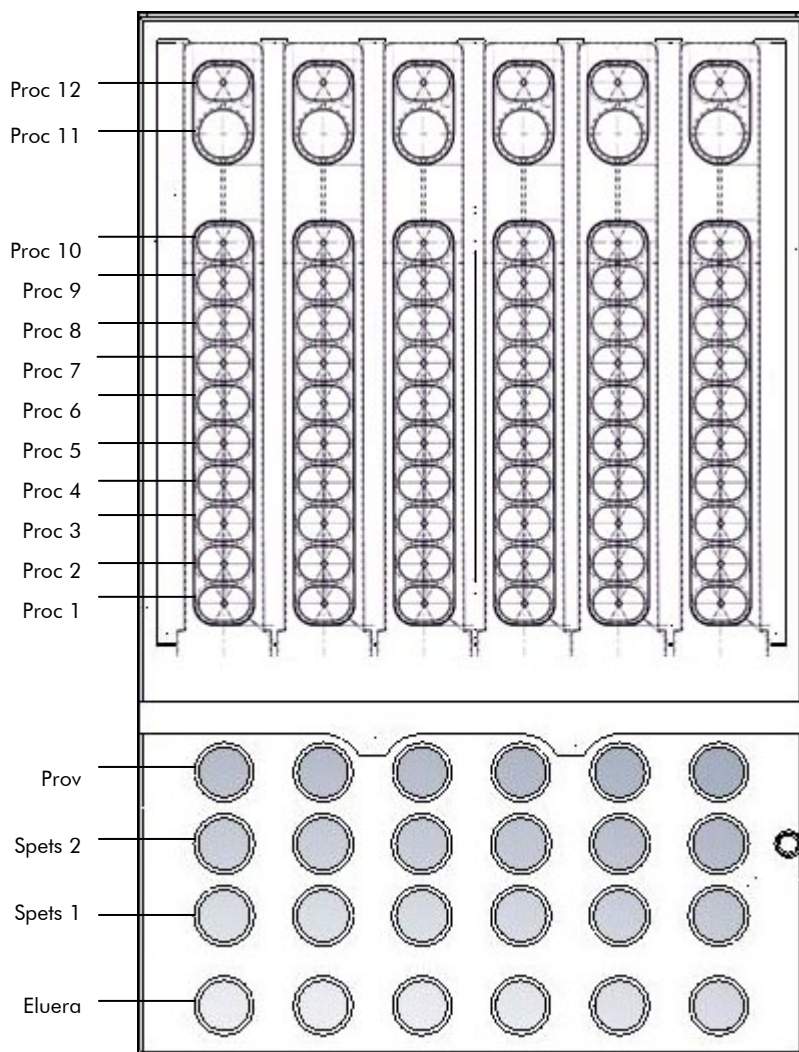 Proc 12
Proc 11
Proc 10
Proc 9
Proc 8
Proc 7
Proc 6
Proc 5
Proc 4
Proc 3
Proc 2
Proc 1
Prov
Spets 2
Spets 1
Eluera